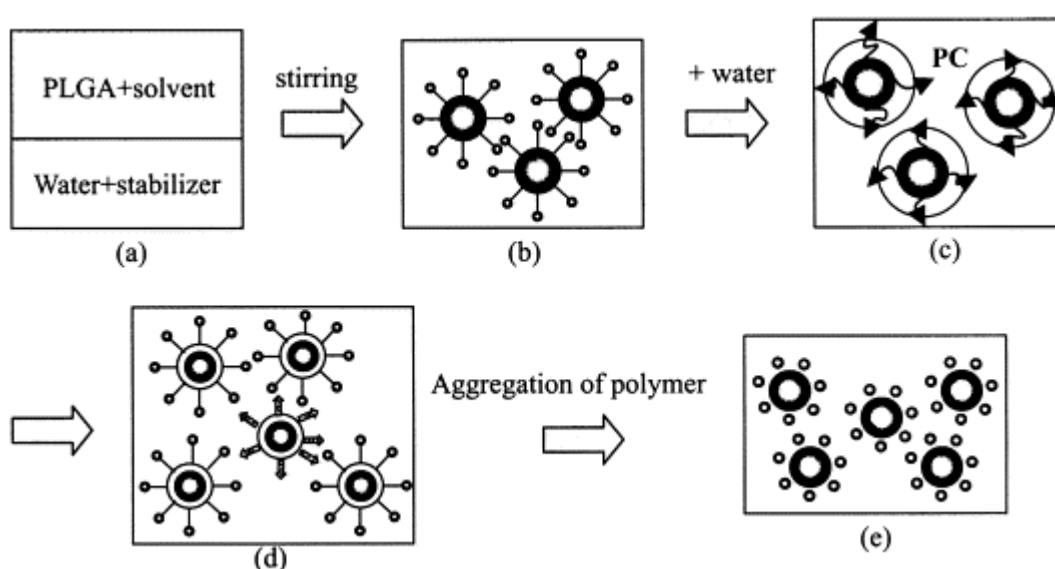 PLGA+solvent
Water+stabilizer
(a)
stirring
(b)
+ water
PC
(c)
(d)
Aggregation of polymer
(e)